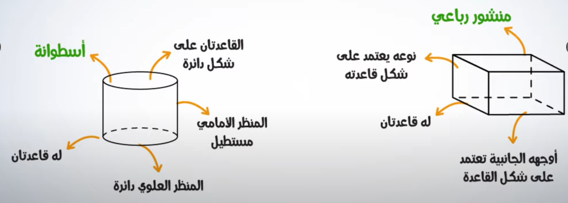 منشور رباعي
نوعه يعتمد على
شكل قاعدته
له قاعدتان
أوجهه الجانبية تعتمد
على شكل القاعدة
أسطوانة
القاعدتان على
شكل دائرة
المنظر الامامي
مستطيل
له قاعدتان
المنظر العلوي دائرة